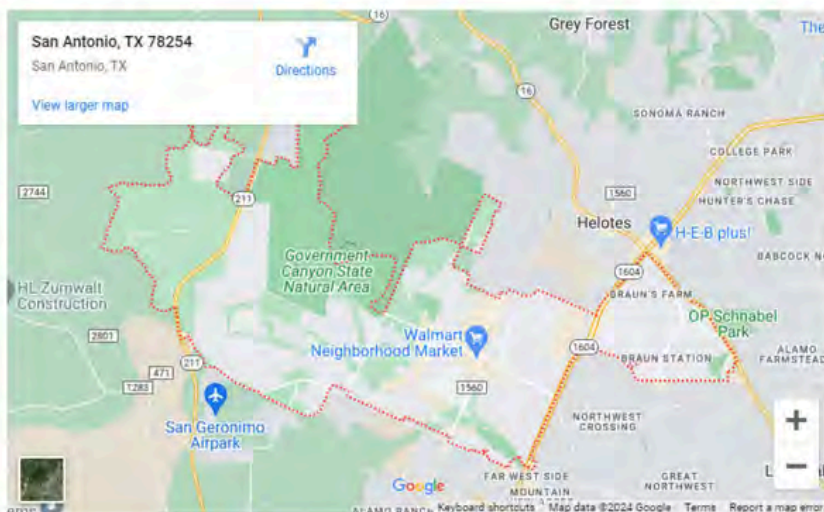 San Antonio, TX 78254
San Antonio, TX
Directions
View larger map
16
Grey Forest
The
16
SONOMA RANCH
COLLEGE PARK
2744
211
1560
NORTHWEST SIDE
HUNTER'S CHASE
Helotes
H-E-B plus!
Government
Canyon State
Natural Area
1604
BABCOCK NO
HL Zumwalt
Construction
BRAUN'S FARM
OP Schnabel
Park
2801
Walmart
Neighborhood Market
1604
BRAUN STATION
ALAMO
FARMSTEAD
211
471
1283
1560
San Geronimo
Airpark
NORTHWEST
CROSSING
FAR WEST SIDE
MOUNTAIN
GREAT
NORTHWEST
Google
ALAMO RANCH
Keyboard shortcuts
Map data ©2024 Google
Terms
Report a map error